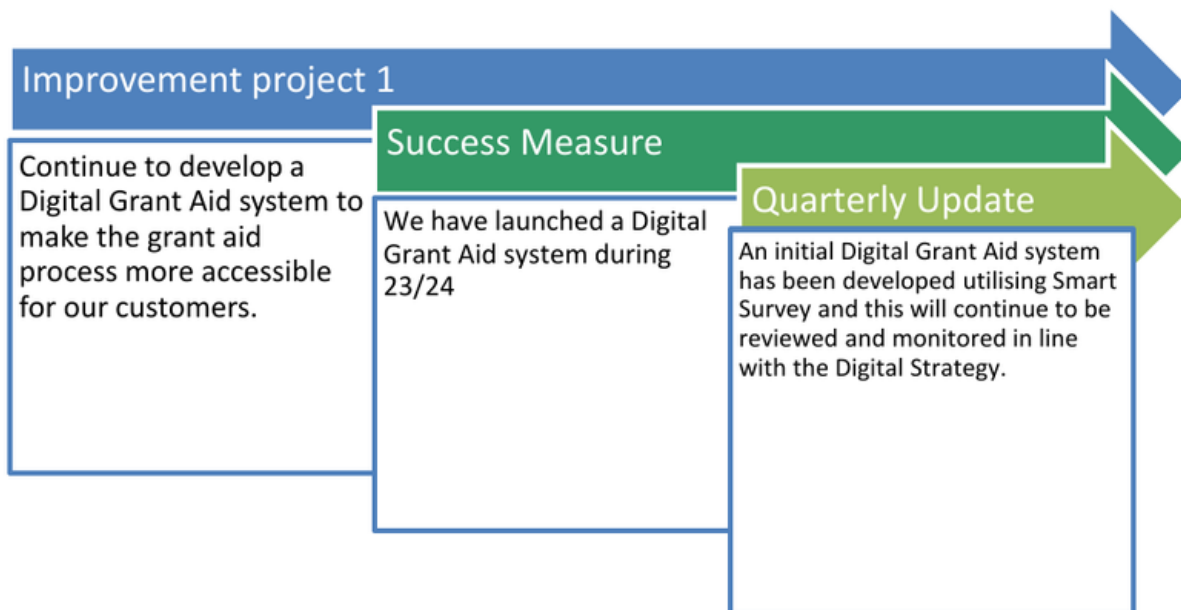 Improvement project 1
Continue to develop a
Digital Grant Aid system to
make the grant aid
process more accessible
for our customers.
Success Measure
We have launched a Digital
Grant Aid system during
23/24
Quarterly Update
An initial Digital Grant Aid system
has been developed utilising Smart
Survey and this will continue to be
reviewed and monitored in line
with the Digital Strategy.